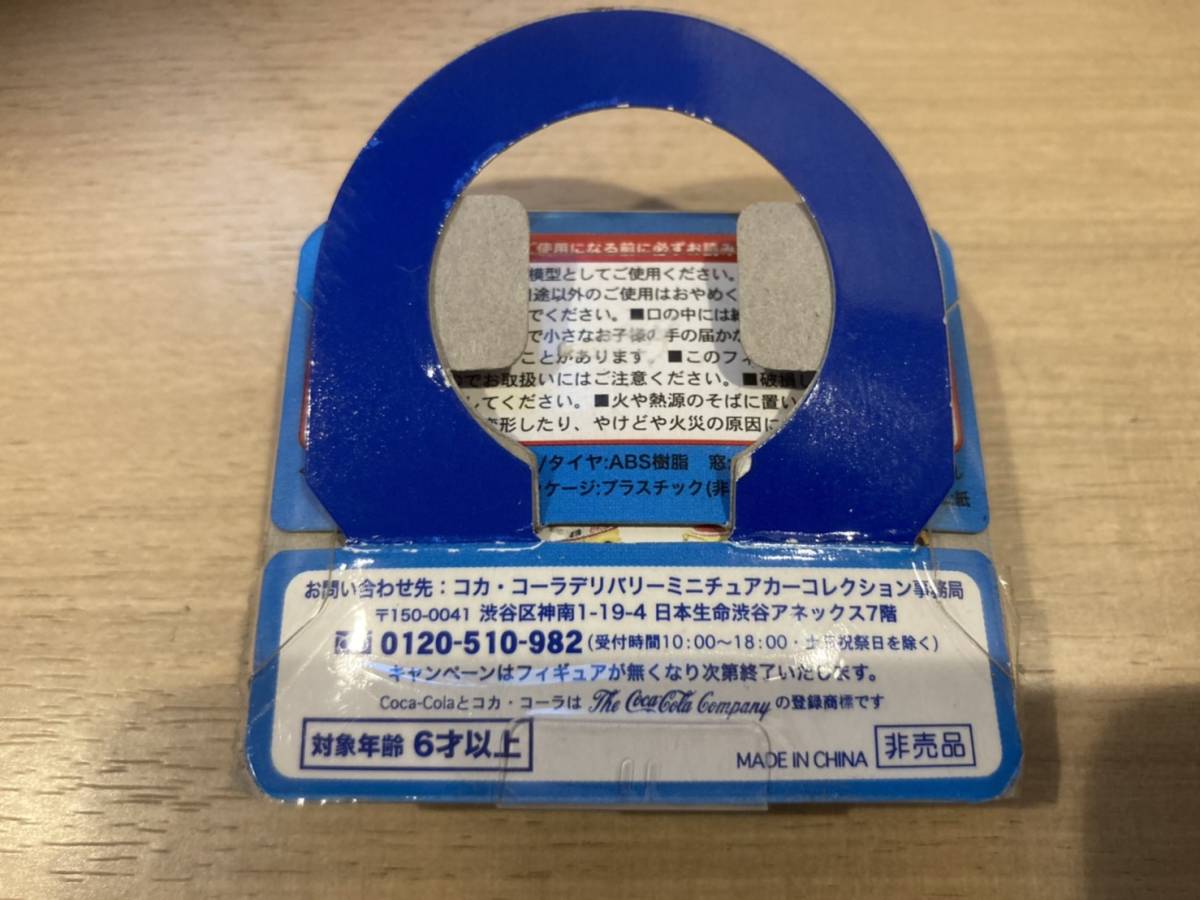 ご使用になる前に必ずお読み
模型としてご使用ください。
途以外のご使用はおやめく
でください。■口の中には
で小さなお子様の手の届か
ことがあります。■このフィ
でお取扱いにはご注意ください。■破損し
してください。■火や熱源のそばに置い
変形したり、やけどや火災の原因に
/タイヤ:ABS樹脂 窓:
ケージ:プラスチック(非
紙
お問い合わせ先：コカ・コーラデリバリーミニチュアカーコレクション事務局
〒150-0041 渋谷区神南1-19-4 日本生命渋谷アネックス7階
0120-510-982(受付時間10:00〜18:00・土日祝祭日を除く)
キャンペーンはフィギュアが無くなり次第終了いたします。
Coca-Colaとコカ・コーラは The Coca-Cola Company の登録商標です
対象年齢 6才以上
MADE IN CHINA 非売品